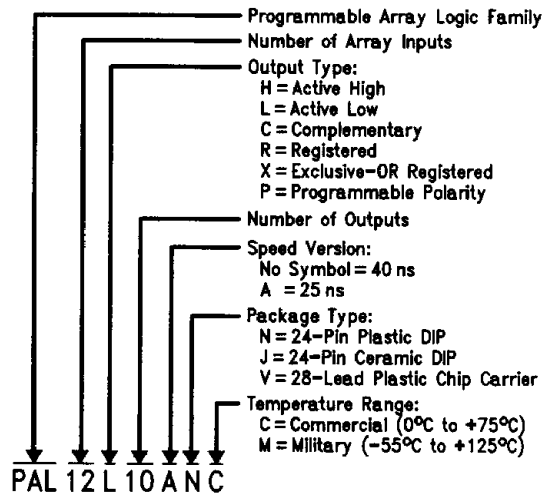 Programmable Array Logic Family
Number of Array Inputs
Output Type:
H = Active High
L = Active Low
C = Complementary
R = Registered
X = Exclusive-OR Registered
P = Programmable Polarity
Number of Outputs
Speed Version:
No Symbol = 40 ns
A = 25 ns
Package Type:
N = 24-Pin Plastic DIP
J = 24-Pin Ceramic DIP
V = 28-Lead Plastic Chip Carrier
Temperature Range:
C = Commercial (0°C to +75°C)
M = Military (-55°C to +125°C)
PAL 12 L 10 A N C